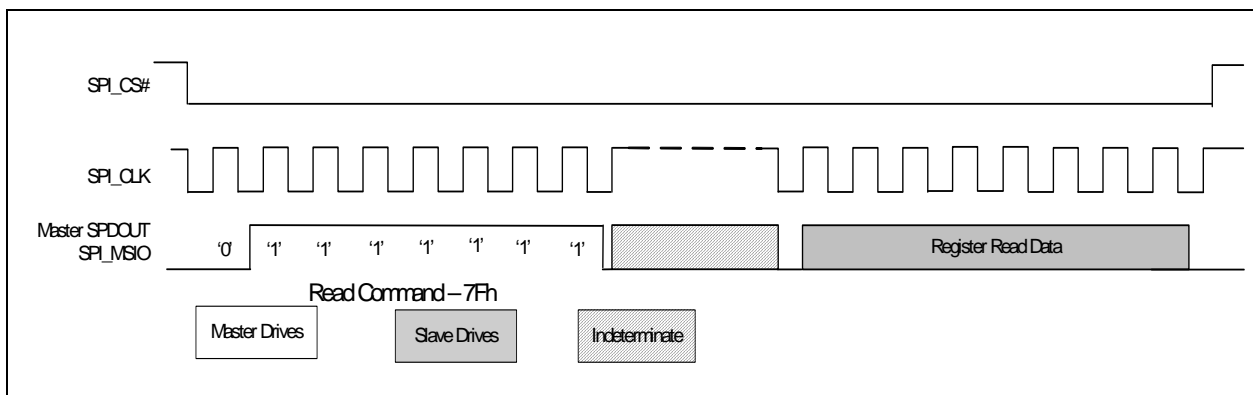 SPI_CS#
SPI_CLK
Master SPDOUT
SPI_MSIO
‘0’ ‘1’ ‘1’ ‘1’ ‘1’ ‘1’ ‘1’ ‘1’
Register Read Data
Read Command – 7Fh
Master Drives
Slave Drives
Indeterminate